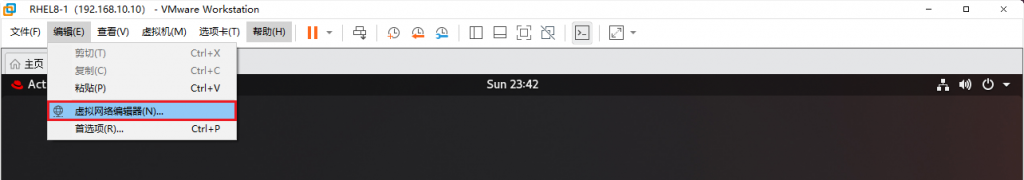 RHEL8-1 (192.168.10.10) - VMware Workstation
文件(F) 编辑(E) 查看(V) 虚拟机(M) 选项卡(T) 帮助(H)
剪切(T) Ctrl+X
主页
复制(C) Ctrl+C
Act
粘贴(P) Ctrl+V
Sun 23:42
虚拟网络编辑器(N)...
首选项(R)... Ctrl+P